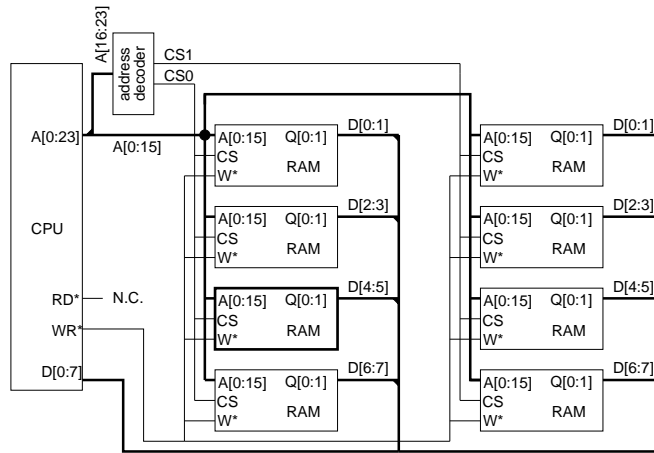 A[16:23]
address
decoder
CS1
CS0
A[0:23]
A[0:15]
CPU
RD*
N.C.
WR*
D[0:7]
A[0:15] Q[0:1]
CS
RAM
W*
D[0:1]
A[0:15] Q[0:1]
CS
RAM
W*
D[0:1]
A[0:15] Q[0:1]
CS
RAM
W*
D[2:3]
A[0:15] Q[0:1]
CS
RAM
W*
D[2:3]
A[0:15] Q[0:1]
CS
RAM
W*
D[4:5]
A[0:15] Q[0:1]
CS
RAM
W*
D[4:5]
A[0:15] Q[0:1]
CS
RAM
W*
D[6:7]
A[0:15] Q[0:1]
CS
RAM
W*
D[6:7]